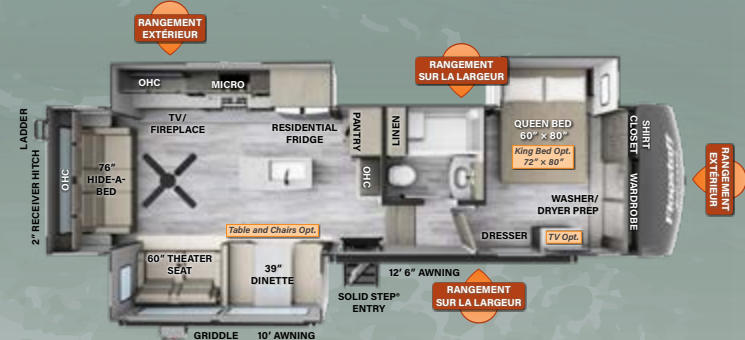 RANGEMENT
EXTÉRIEUR
RANGEMENT
SUR LA LARGEUR
OHC
MICRO
TV/
FIREPLACE
RESIDENTIAL
FRIDGE
PANTRY
LINEN
OHC
QUEEN BED
60" × 80"
King Bed Opt.
72" × 80"
SHIRT
CLOSET
WARDROBE
RANGEMENT
EXTÉRIEUR
LADDER
2" RECEIVER HITCH
OHC
76"
HIDE-A-
BED
WASHER/
DRYER PREP
Table and Chairs Opt.
DRESSER
TV Opt.
60" THEATER
SEAT
39"
DINETTE
12' 6" AWNING
SOLID STEP®
ENTRY
RANGEMENT
SUR LA LARGEUR
GRIDDLE
10' AWNING